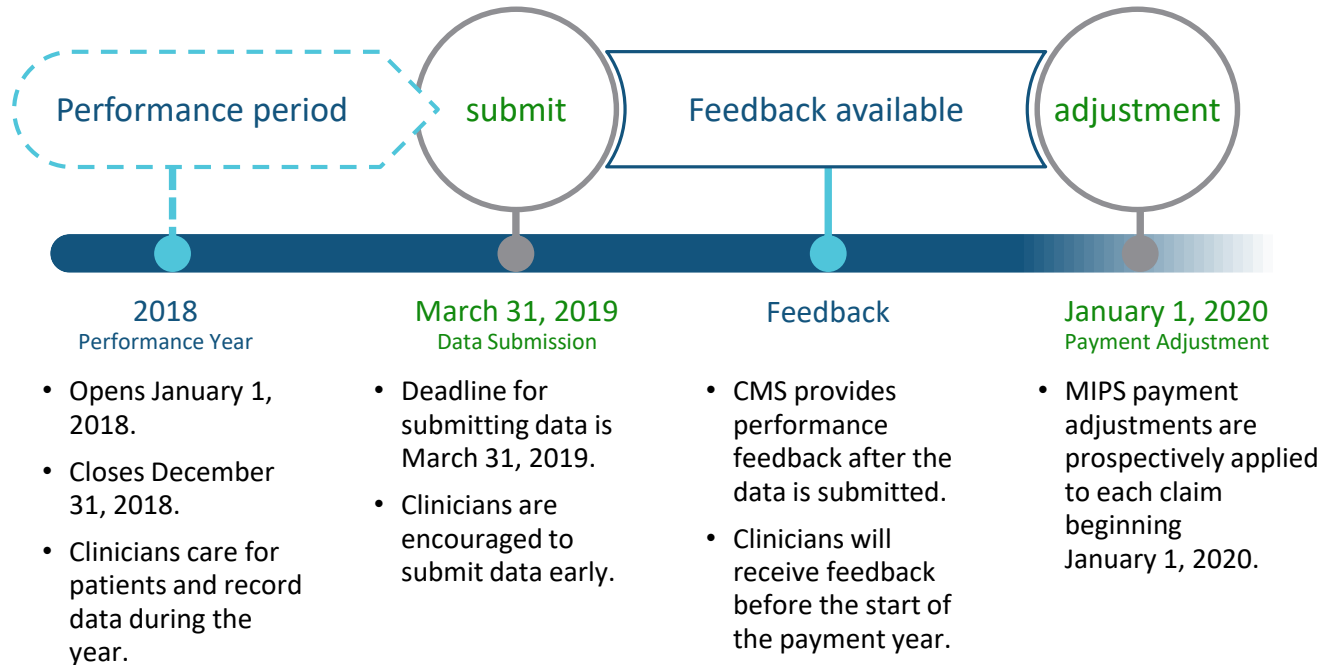 Performance period
submit
Feedback available
adjustment
2018
Performance Year
• Opens January 1,
2018.
• Closes December
31, 2018.
• Clinicians care for
patients and record
data during the
year.
March 31, 2019
Data Submission
• Deadline for
submitting data is
March 31, 2019.
• Clinicians are
encouraged to
submit data early.
Feedback
• CMS provides
performance
feedback after the
data is submitted.
• Clinicians will
receive feedback
before the start of
the payment year.
January 1, 2020
Payment Adjustment
• MIPS payment
adjustments are
prospectively applied
to each claim
beginning
January 1, 2020.